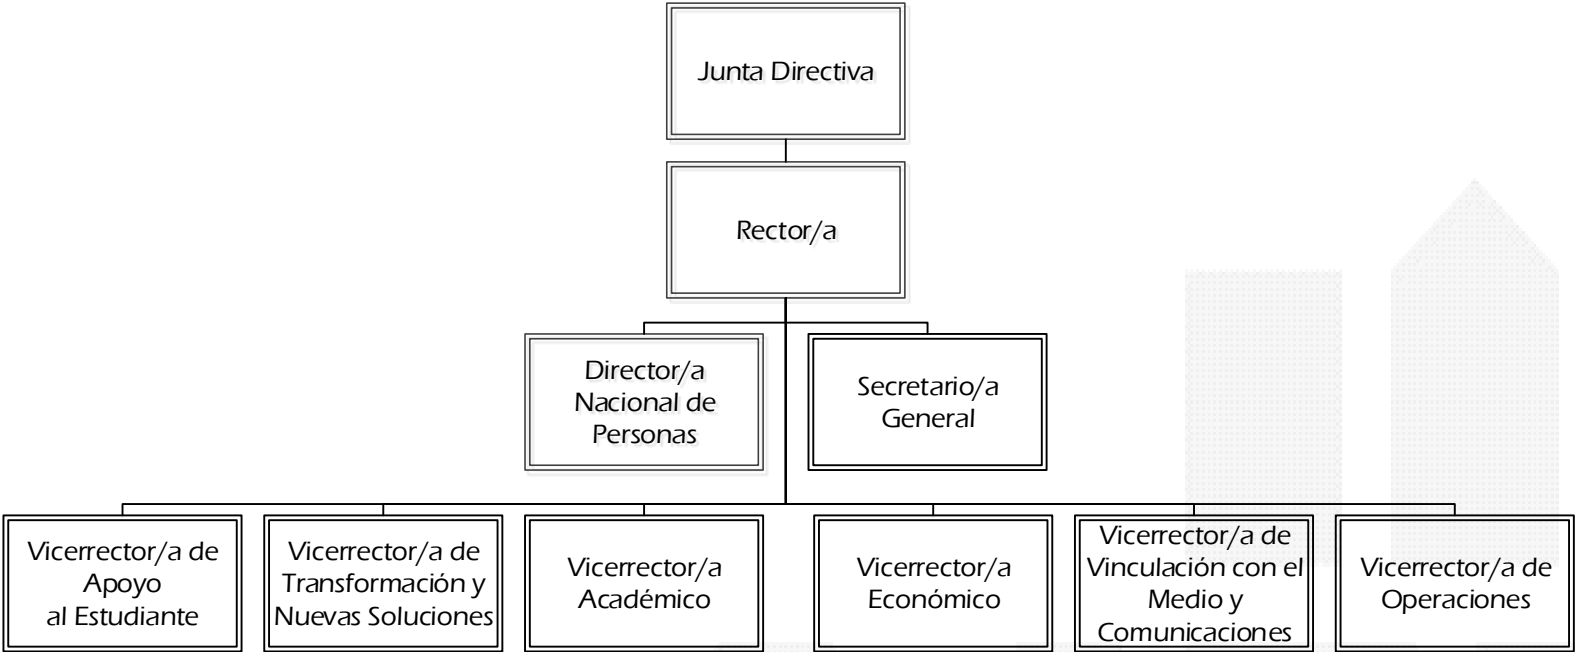 Junta Directiva
Rector/a
Director/a
Nacional de
Personas
Secretario/a
General
Vicerrector/a de
Apoyo
al Estudiante
Vicerrector/a de
Transformación y
Nuevas Soluciones
Vicerrector/a
Académico
Vicerrector/a
Económico
Vicerrector/a de
Vinculación con el
Medio y
Comunicaciones
Vicerrector/a de
Operaciones